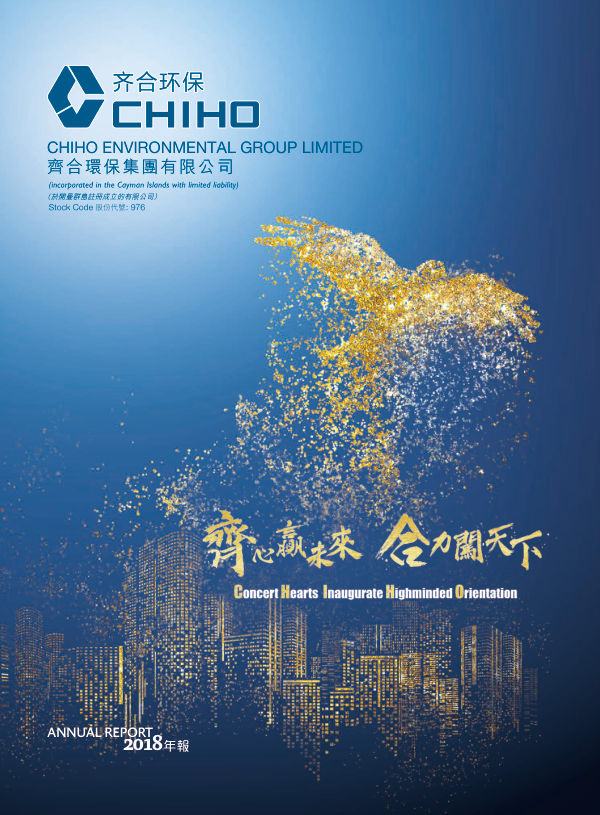 齐合环保
CHIHO
CHIHO ENVIRONMENTAL GROUP LIMITED
齊合環保集團有限公司
(incorporated in the Cayman Islands with limited liability)
(於開曼群島註冊成立的有限公司)
Stock Code 股份代號: 976
齊心贏未來 合力闖天下
Concert Hearts Inaugurate Highminded Orientation
ANNUAL REPORT
2018年報